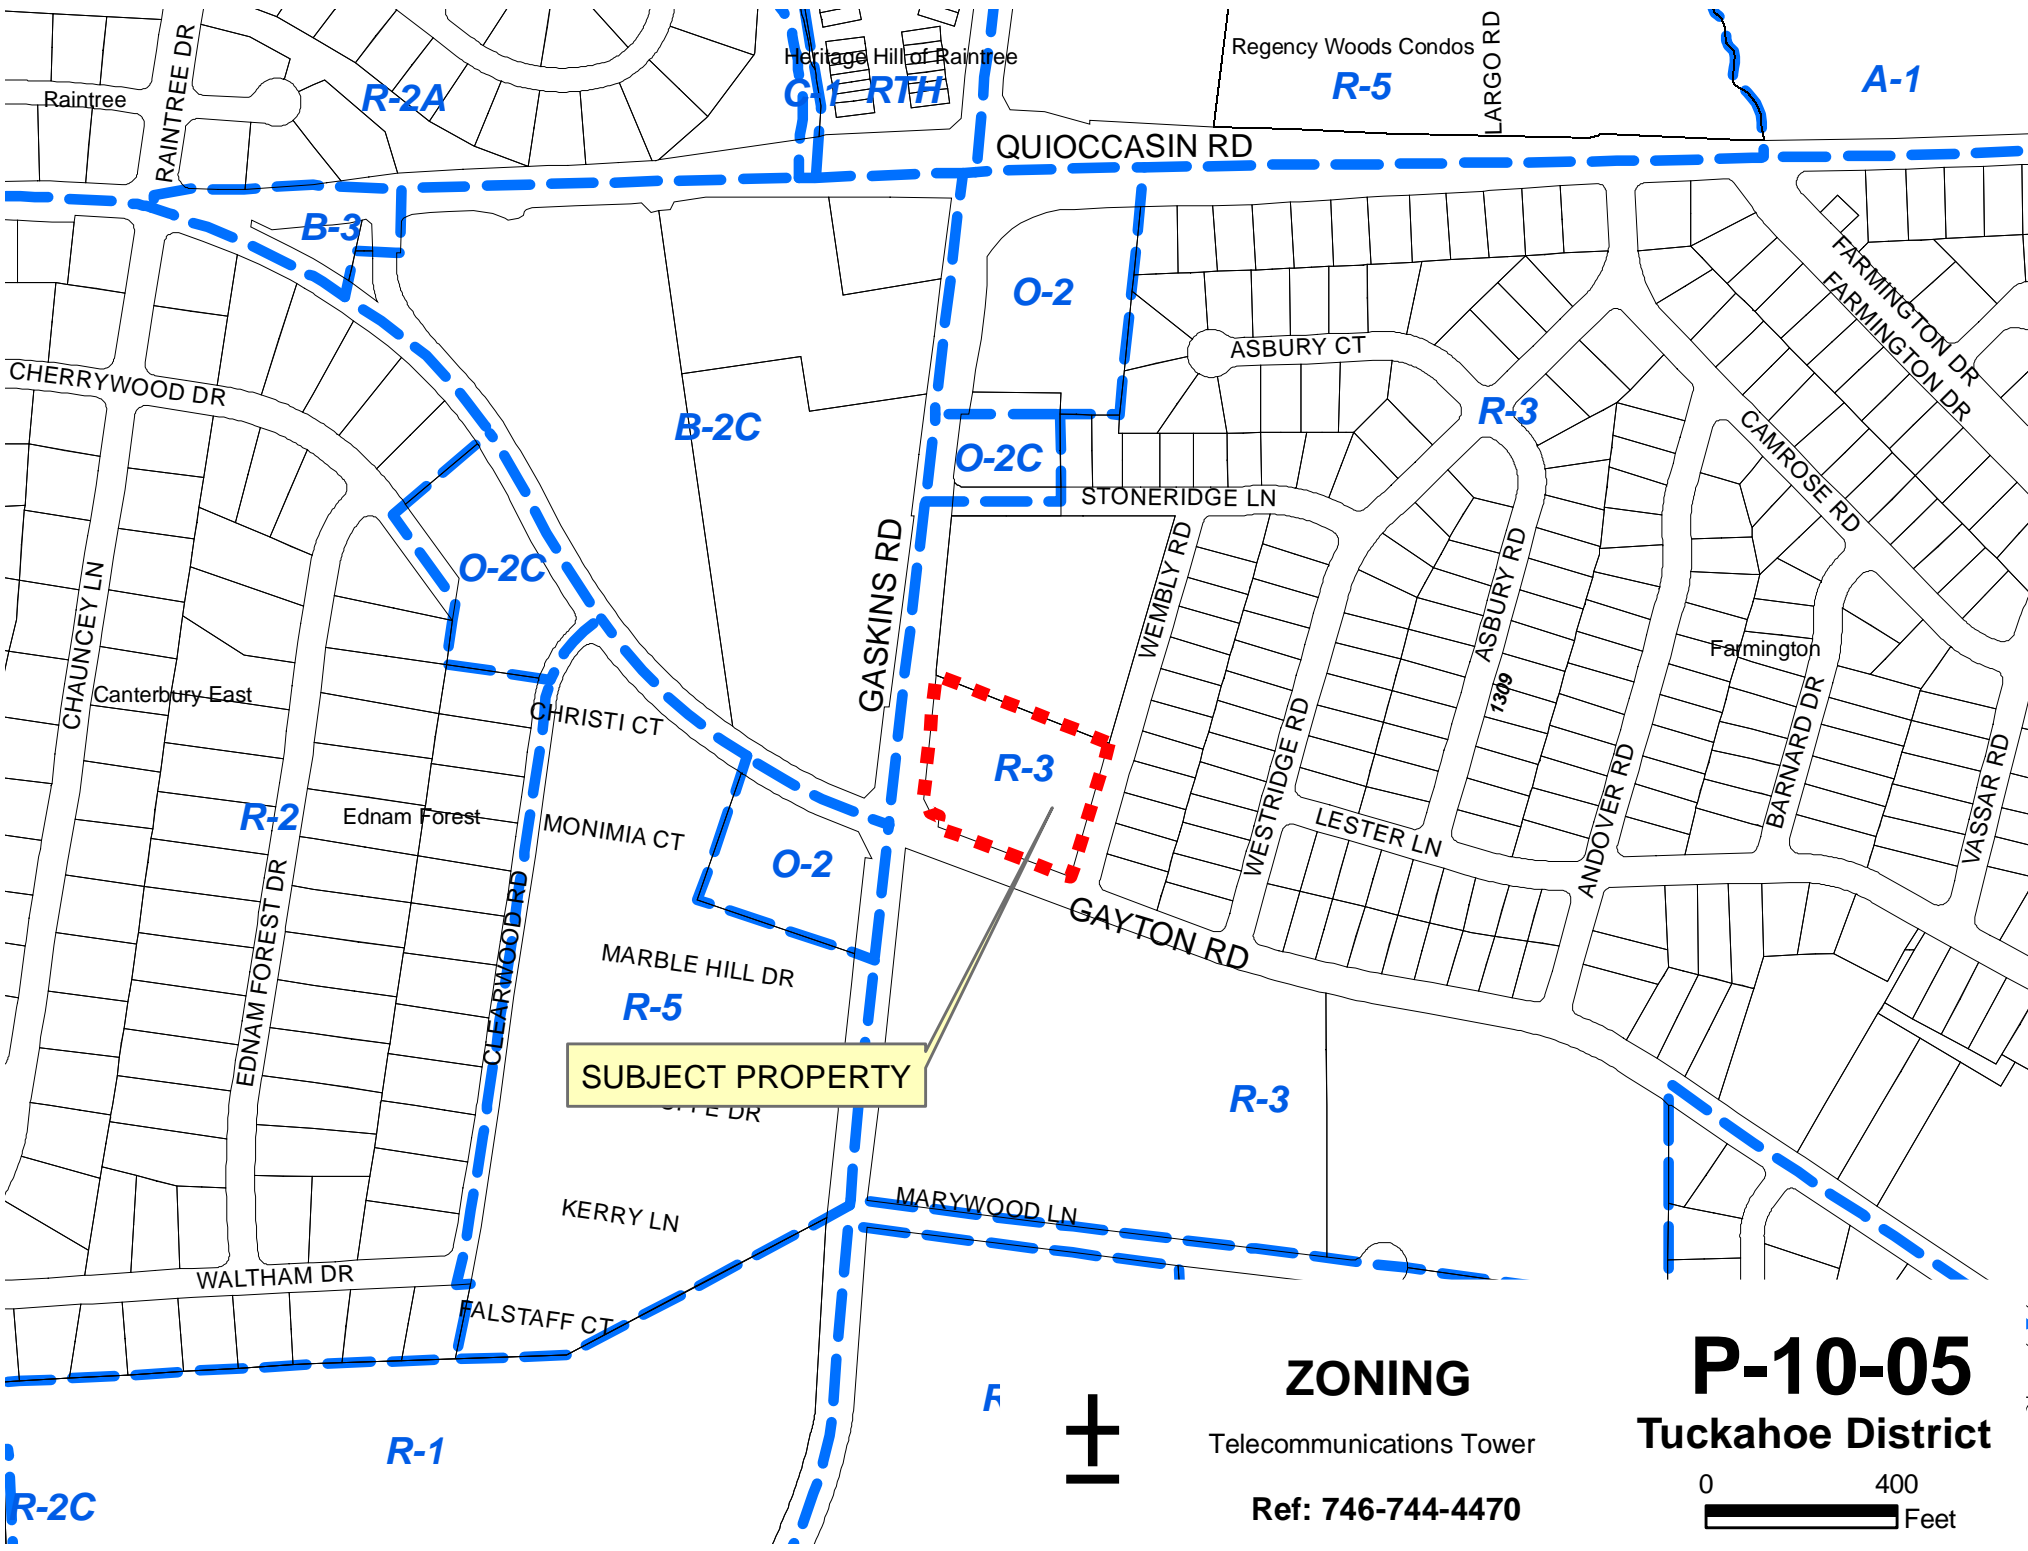 Heritage Hill of Raintree
Regency Woods Condos
LARGO RD
RAINTREE DR
Raintree
R-2A
C-1
RTH
R-5
A-1
QUIOCCASIN RD
B-3
O-2
FARMINGTON DR
FARMINGTON DR
ASBURY CT
CHERRYWOOD DR
B-2C
R-3
CAMROSE RD
O-2C
STONERIDGE LN
GASKINS RD
WEMBLY RD
ASBURY RD
O-2C
CHAUNCEY LN
Canterbury East
Farmington
1309
CHRISTI CT
WESTRIDGE RD
BARNARD DR
VASSAR RD
ANDOVER RD
R-3
R-2
Ednam Forest
MONIMIA CT
LESTER LN
O-2
EDNAM FOREST DR
CLEARWOOD RD
GAYTON RD
MARBLE HILL DR
R-5
SUBJECT PROPERTY
DR
R-3
MARYWOOD LN
KERRY LN
WALTHAM DR
FALSTAFF CT
R
R-1
R-2C
ZONING
Telecommunications Tower
Ref: 746-744-4470
P-10-05
Tuckahoe District
0 400
Feet